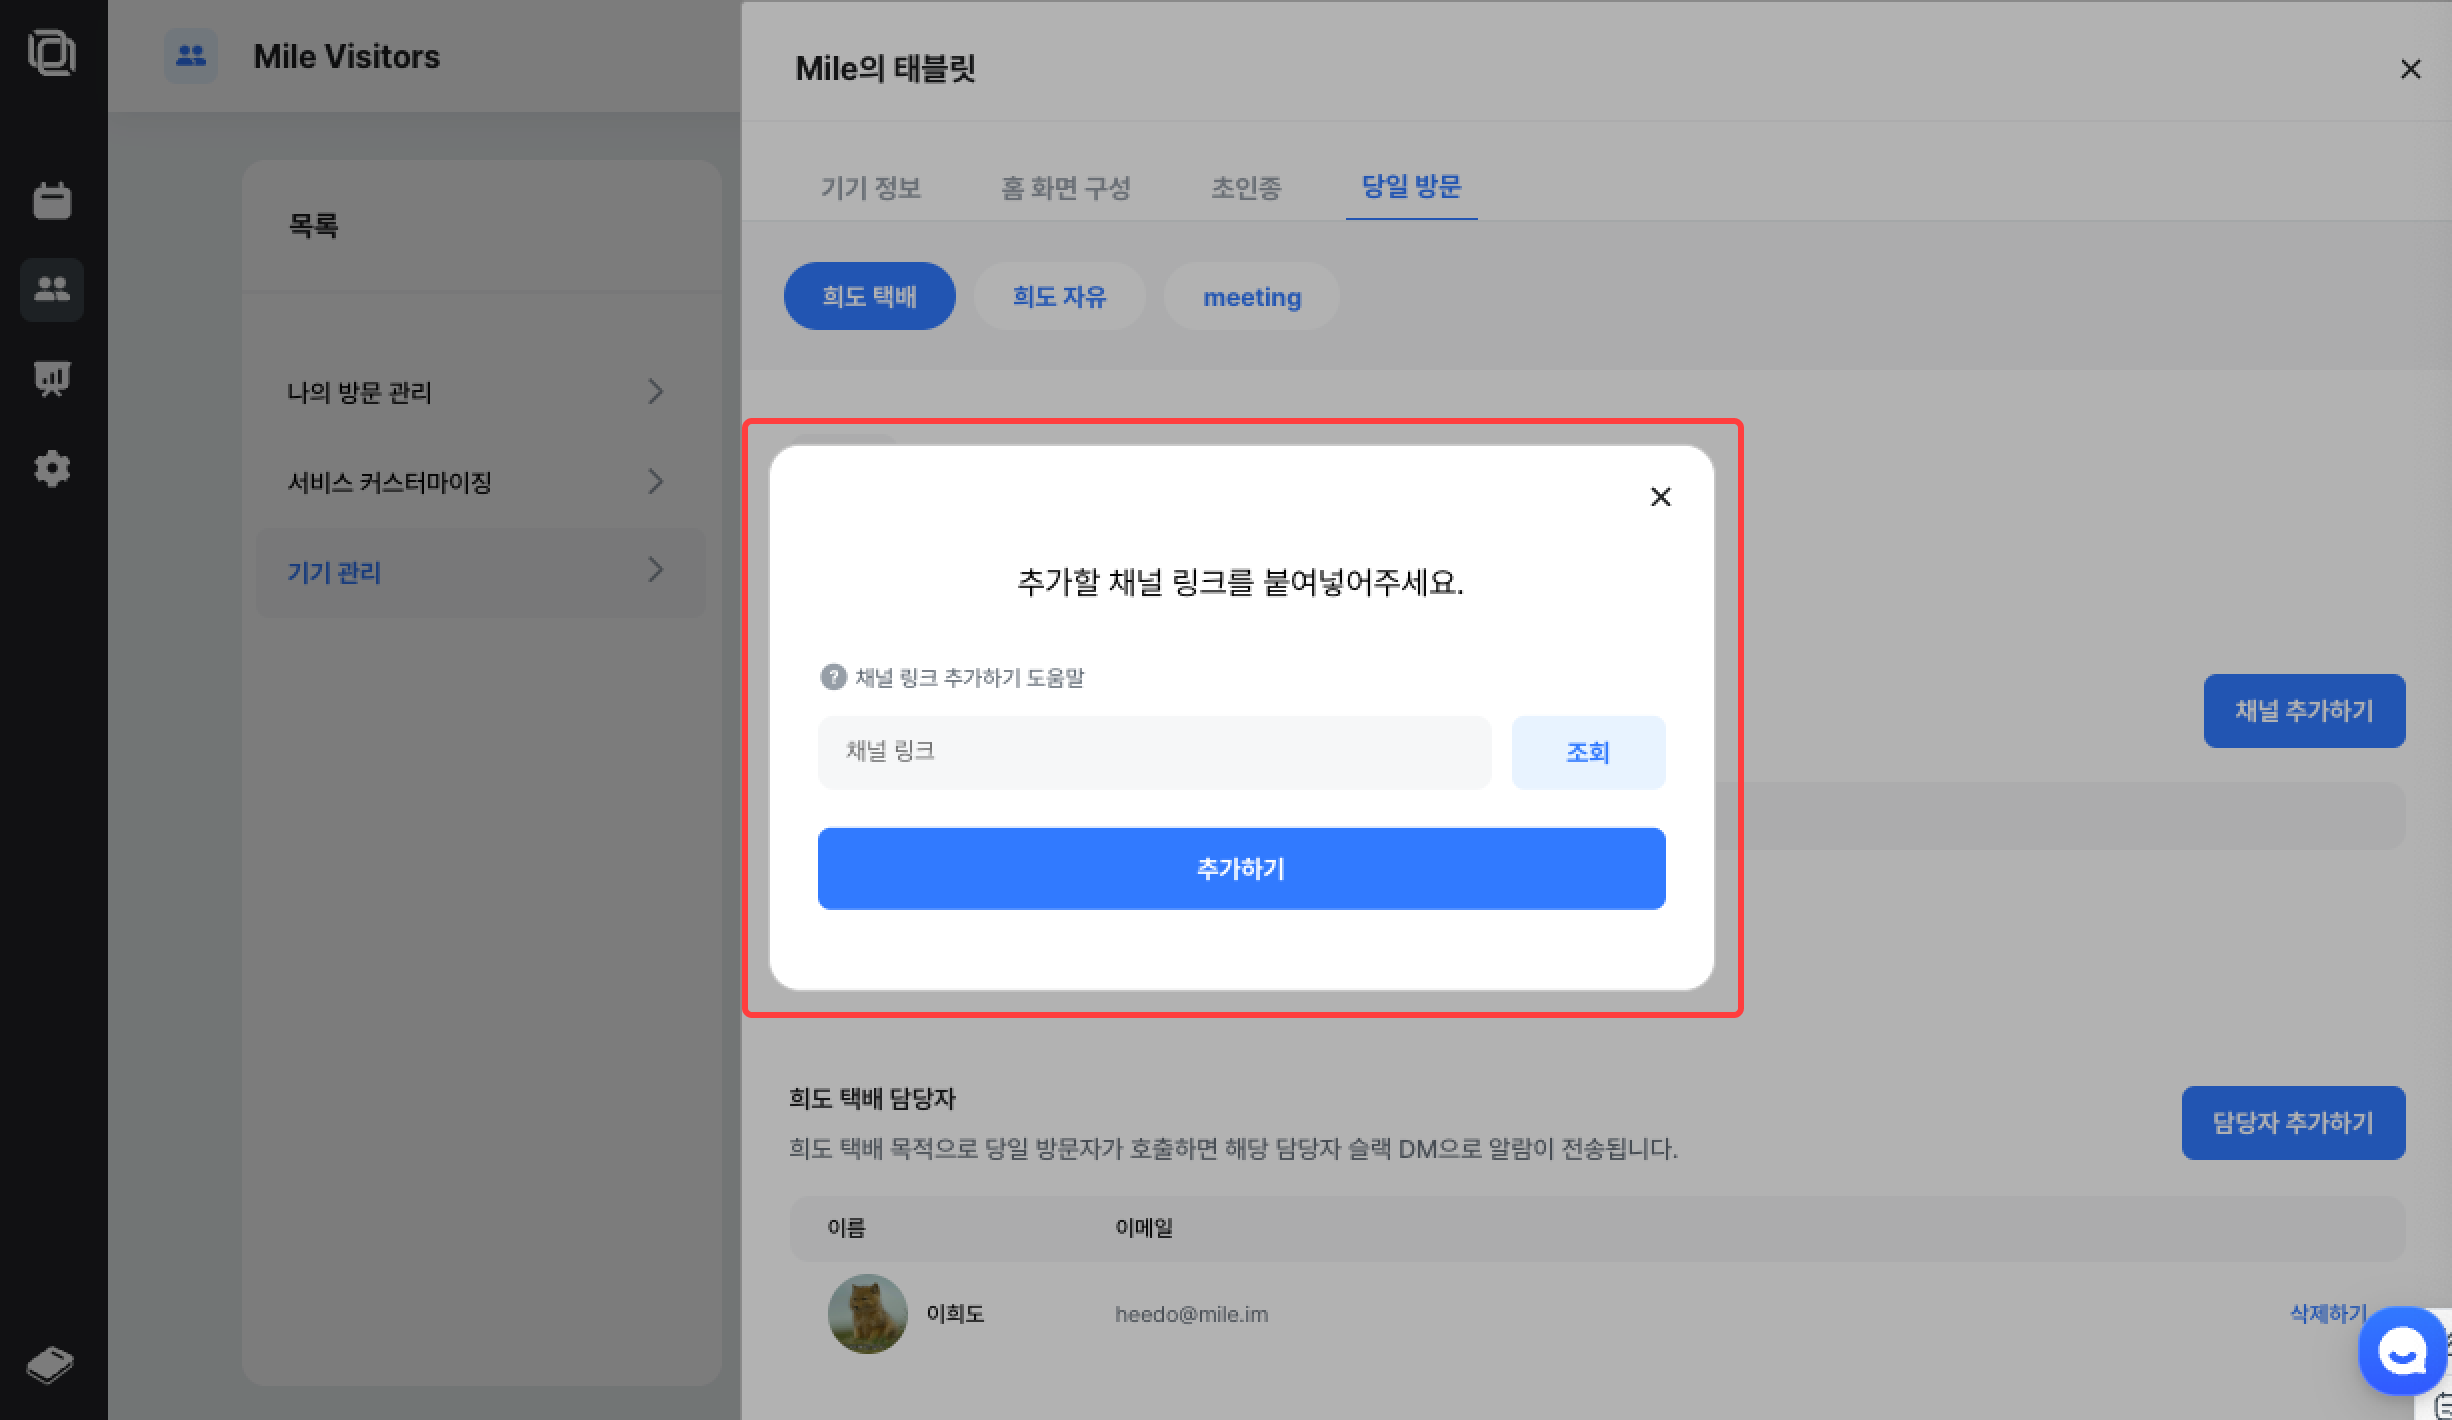 Mile Visitors
목록
나의 방문 관리
서비스 커스터마이징
기기 관리
Mile의 태블릿
기기 정보
홈 화면 구성
초인종
당일 방문
희도 택배
희도 자유
meeting
추가할 채널 링크를 붙여넣어주세요.
? 채널 링크 추가하기 도움말
채널 링크
조회
추가하기
채널 추가하기
희도 택배 담당자
희도 택배 목적으로 당일 방문자가 호출하면 해당 담당자 슬랙 DM으로 알람이 전송됩니다.
담당자 추가하기
이름
이메일
이희도
heedo@mile.im
삭제하기